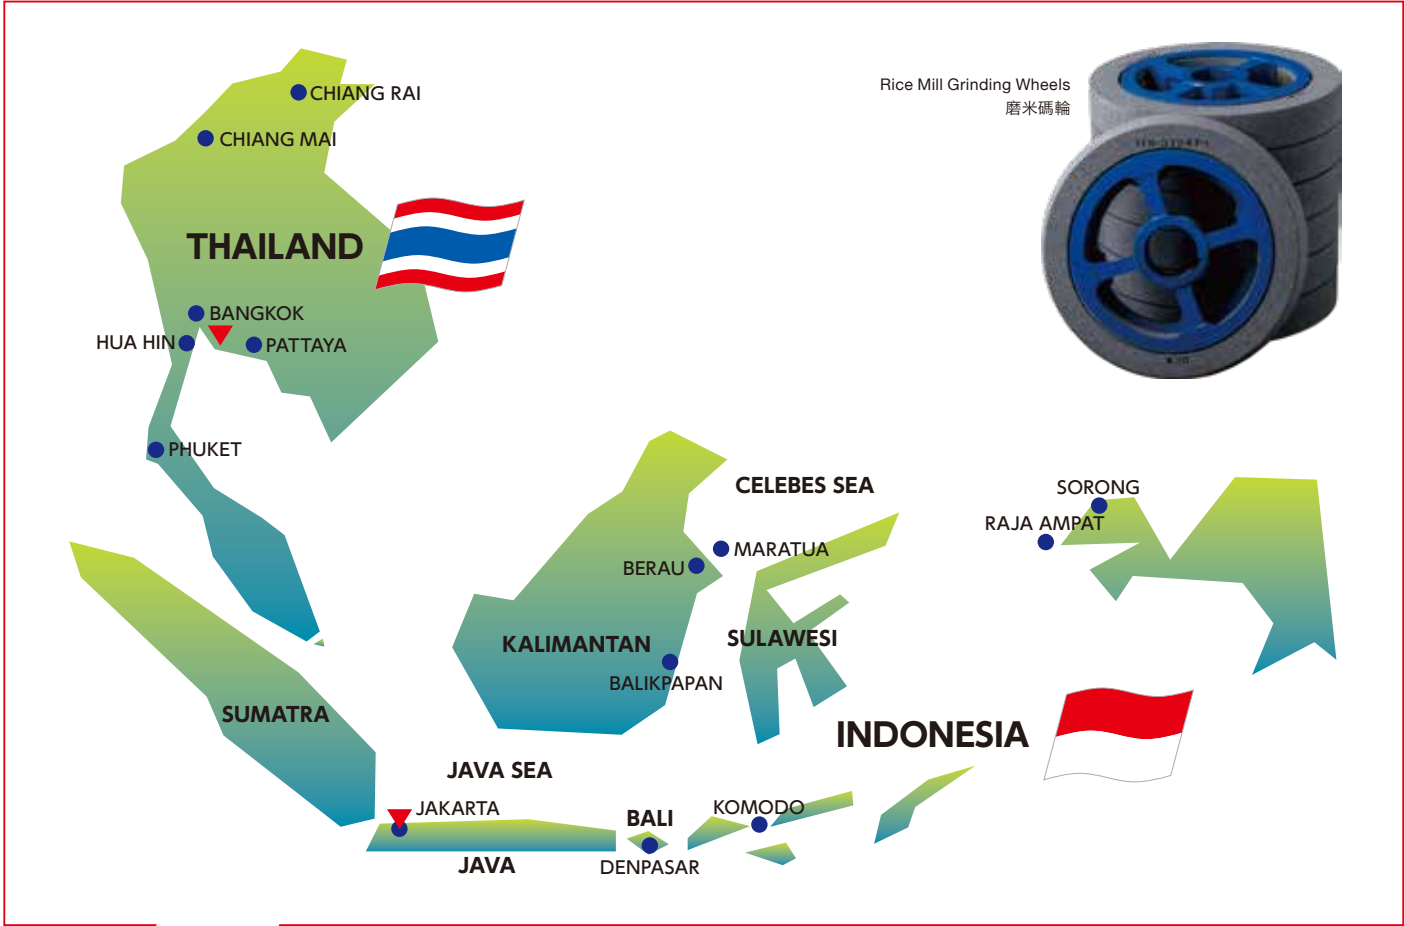 CHIANG RAI
Rice Mill Grinding Wheels
磨米碼輪
CHIANG MAI
THAILAND
BANGKOK
HUA HIN
PATTAYA
PHUKET
CELEBES SEA
SORONG
RAJA AMPAT
MARATUA
BERAU
KALIMANTAN
SULAWESI
BALIKPAPAN
SUMATRA
INDONESIA
JAVA SEA
JAKARTA
KOMODO
BALI
JAVA
DENPASAR